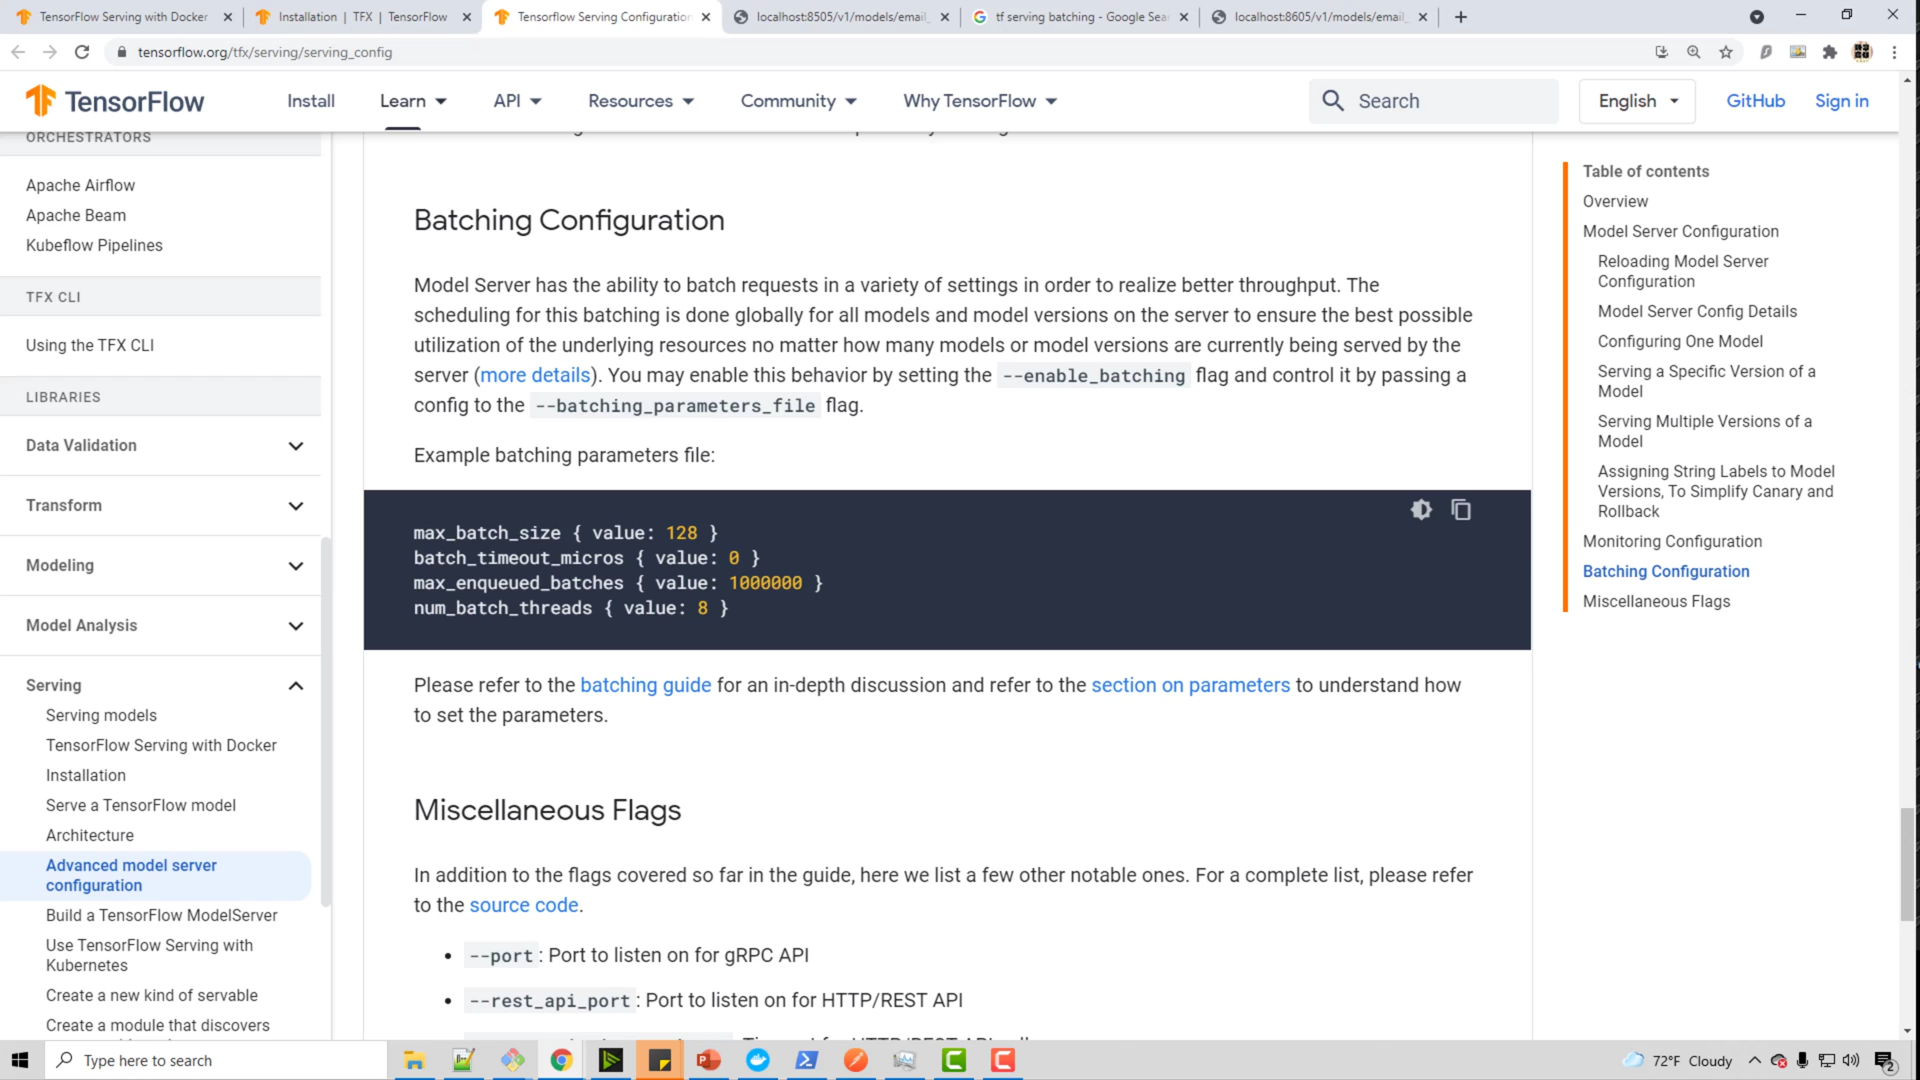 TensorFlow Serving with Docker
Installation | TFX | TensorFlow
Tensorflow Serving Configuration
localhost:8505/v1/models/email_
tf serving batching - Google Sea
localhost:8605/v1/models/email_
tensorflow.org/tfx/serving/serving_config
TensorFlow
Install
Learn
API
Resources
Community
Why TensorFlow
Search
English
GitHub
Sign in
ORCHESTRATORS
Apache Airflow
Apache Beam
Kubeflow Pipelines
TFX CLI
Using the TFX CLI
LIBRARIES
Data Validation
Transform
Modeling
Model Analysis
Serving
Serving models
TensorFlow Serving with Docker
Installation
Serve a TensorFlow model
Architecture
Advanced model server
configuration
Build a TensorFlow ModelServer
Use TensorFlow Serving with
Kubernetes
Create a new kind of servable
Create a module that discovers
Batching Configuration
Model Server has the ability to batch requests in a variety of settings in order to realize better throughput. The
scheduling for this batching is done globally for all models and model versions on the server to ensure the best possible
utilization of the underlying resources no matter how many models or model versions are currently being served by the
server (more details). You may enable this behavior by setting the --enable_batching flag and control it by passing a
config to the --batching_parameters_file flag.
Example batching parameters file:
max_batch_size { value: 128 }
batch_timeout_micros { value: 0 }
max_enqueued_batches { value: 1000000 }
num_batch_threads { value: 8 }
Please refer to the batching guide for an in-depth discussion and refer to the section on parameters to understand how
to set the parameters.
Miscellaneous Flags
In addition to the flags covered so far in the guide, here we list a few other notable ones. For a complete list, please refer
to the source code.
• --port: Port to listen on for gRPC API
• --rest_api_port: Port to listen on for HTTP/REST API
Table of contents
Overview
Model Server Configuration
Reloading Model Server
Configuration
Model Server Config Details
Configuring One Model
Serving a Specific Version of a
Model
Serving Multiple Versions of a
Model
Assigning String Labels to Model
Versions, To Simplify Canary and
Rollback
Monitoring Configuration
Batching Configuration
Miscellaneous Flags
Type here to search
72°F Cloudy
2